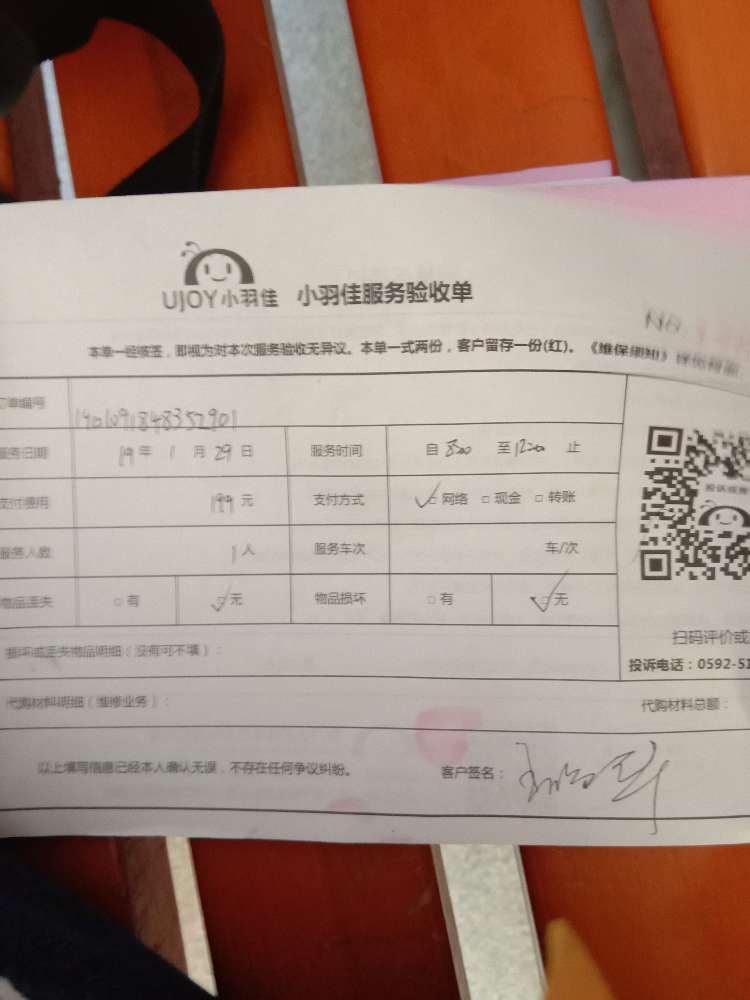 UJOY小羽佳 小羽佳服务验收单
本单一经核签，即视为对本次服务验收无异议。本单一式两份，客户留存一份(红)。《维保须知》
订单编号
服务日期 19年 1 月 29 日 服务时间 自 8:00 至 12:00 止
支付费用 199 元 支付方式 ✓□网络 □现金 □转账
服务人数 1人 服务车次 车/次
物品丢失 □有 ✓□无 物品损坏 □有 ✓□无
扫码评价或
损坏或丢失物品明细（没有可不填）：
投诉电话：0592-51
代购材料明细（维修业务）： 代购材料总额：
以上填写信息已经本人确认无误，不存在任何争议纠纷。 客户签名：